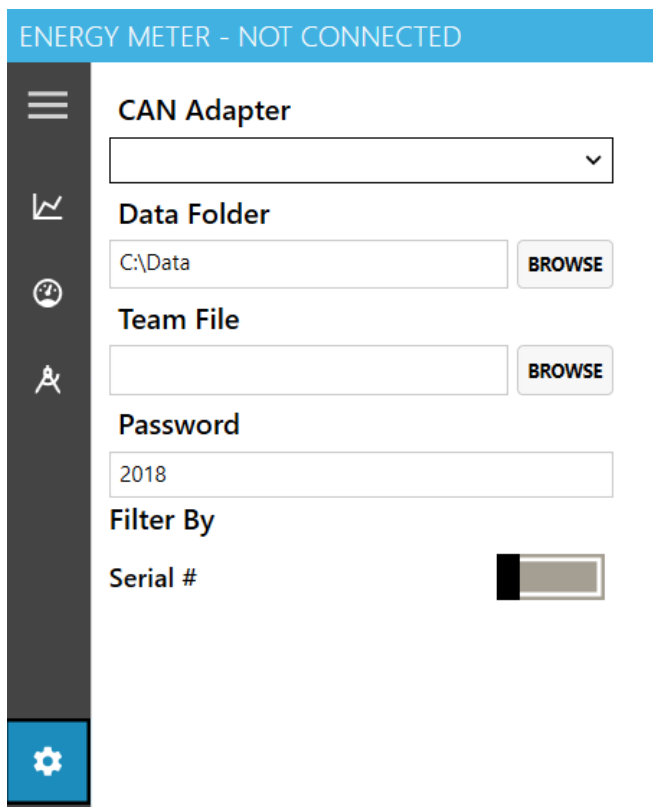 ENERGY METER - NOT CONNECTED
CAN Adapter
Data Folder
C:\Data
BROWSE
Team File
BROWSE
Password
2018
Filter By
Serial #